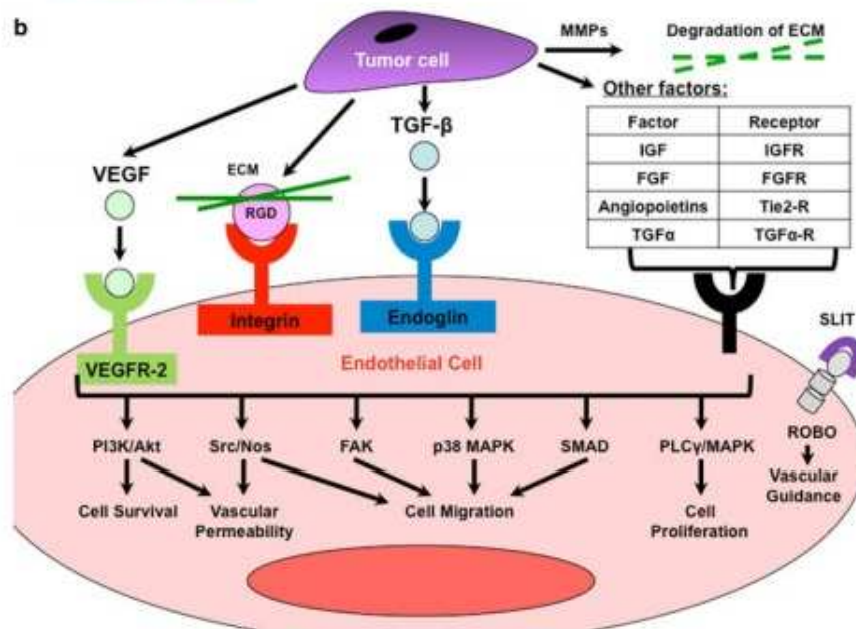 b
Tumor cell
MMPs
Degradation of ECM
Other factors:
Factor Receptor
IGF IGFR
FGF FGFR
Angiopoietins Tie2-R
TGFα TGFα-R
TGF-β
VEGF
ECM
RGD
Integrin
Endoglin
VEGFR-2
Endothelial Cell
SLIT
ROBO
Vascular
Guidance
PI3K/Akt Src/Nos FAK p38 MAPK SMAD PLCγ/MAPK
Cell Survival
Vascular
Permeability
Cell Migration
Cell
Proliferation